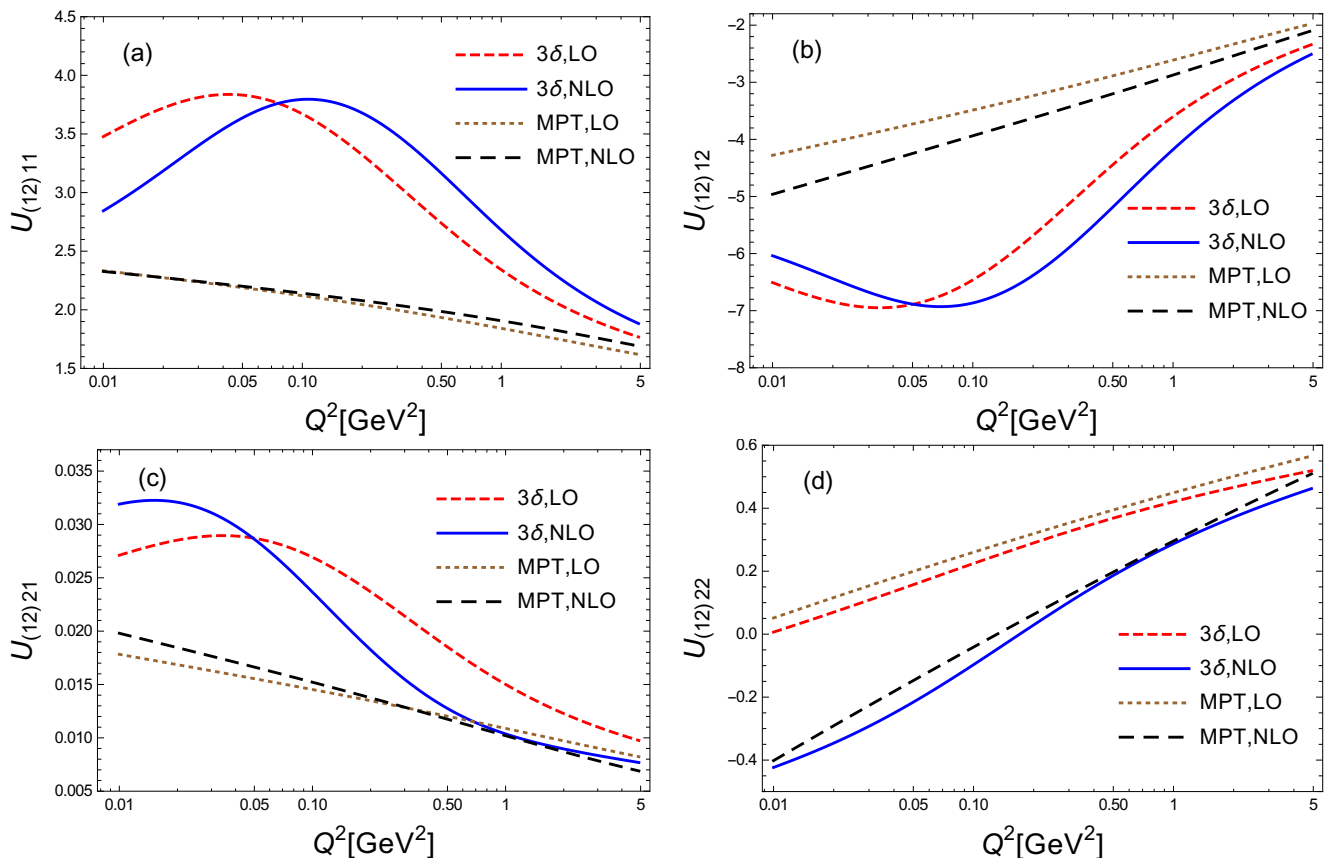 (a)
3δ,LO
3δ,NLO
MPT,LO
MPT,NLO
U(12) 11
4.5
4.0
3.5
3.0
2.5
2.0
1.5
0.01 0.05 0.10 0.50 1 5
Q²[GeV²]
(b)
3δ,LO
3δ,NLO
MPT,LO
MPT,NLO
U(12) 12
−2
−3
−4
−5
−6
−7
−8
0.01 0.05 0.10 0.50 1 5
Q²[GeV²]
(c)
3δ,LO
3δ,NLO
MPT,LO
MPT,NLO
U(12) 21
0.035
0.030
0.025
0.020
0.015
0.010
0.005
0.01 0.05 0.10 0.50 1 5
Q²[GeV²]
(d)
3δ,LO
3δ,NLO
MPT,LO
MPT,NLO
U(12) 22
0.6
0.4
0.2
0.0
−0.2
−0.4
0.01 0.05 0.10 0.50 1 5
Q²[GeV²]